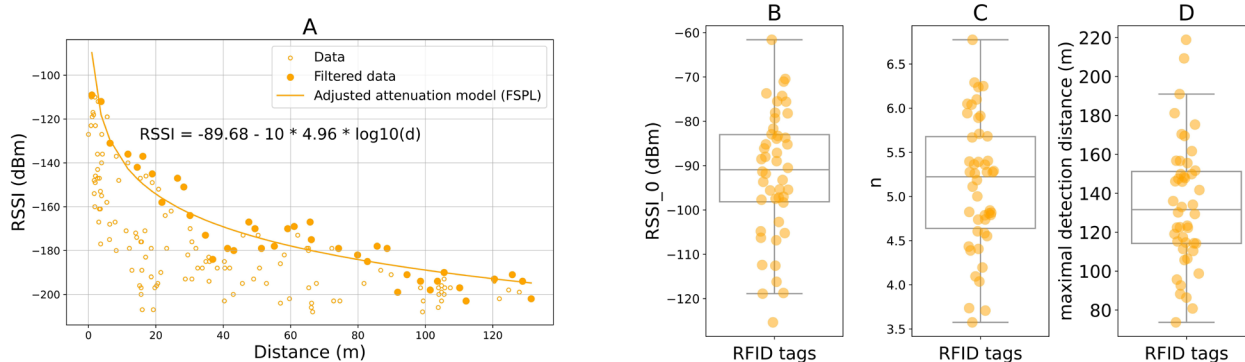 A
RSSI (dBm)
−100
−120
−140
−160
−180
−200
Data
Filtered data
Adjusted attenuation model (FSPL)
RSSI = -89.68 - 10 * 4.96 * log10(d)
0
20
40
60
80
100
120
Distance (m)
B
RSSI_0 (dBm)
−60
−70
−80
−90
−100
−110
−120
RFID tags
C
n
6.5
6.0
5.5
5.0
4.5
4.0
3.5
RFID tags
D
maximal detection distance (m)
220
200
180
160
140
120
100
80
RFID tags